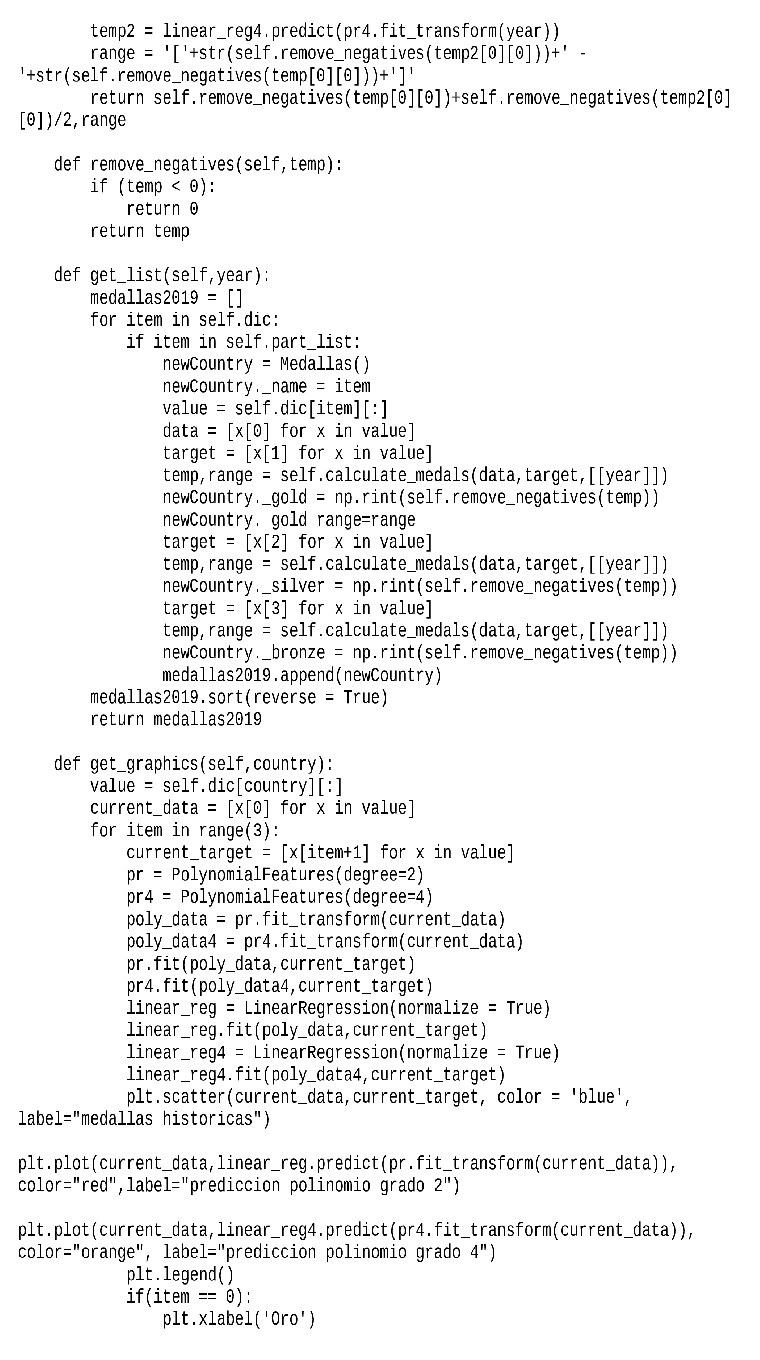 temp2 = linear_reg4.predict(pr4.fit_transform(year))
        range = '['+str(self.remove_negatives(temp2[0][0]))+' -
'+str(self.remove_negatives(temp[0][0]))+']'
        return self.remove_negatives(temp[0][0])+self.remove_negatives(temp2[0]
[0])/2,range

    def remove_negatives(self,temp):
        if (temp < 0):
            return 0
        return temp

    def get_list(self,year):
        medallas2019 = []
        for item in self.dic:
            if item in self.part_list:
                newCountry = Medallas()
                newCountry._name = item
                value = self.dic[item][:]
                data = [x[0] for x in value]
                target = [x[1] for x in value]
                temp,range = self.calculate_medals(data,target,[[year]])
                newCountry._gold = np.rint(self.remove_negatives(temp))
                newCountry. gold range=range
                target = [x[2] for x in value]
                temp,range = self.calculate_medals(data,target,[[year]])
                newCountry._silver = np.rint(self.remove_negatives(temp))
                target = [x[3] for x in value]
                temp,range = self.calculate_medals(data,target,[[year]])
                newCountry._bronze = np.rint(self.remove_negatives(temp))
                medallas2019.append(newCountry)
        medallas2019.sort(reverse = True)
        return medallas2019

    def get_graphics(self,country):
        value = self.dic[country][:]
        current_data = [x[0] for x in value]
        for item in range(3):
            current_target = [x[item+1] for x in value]
            pr = PolynomialFeatures(degree=2)
            pr4 = PolynomialFeatures(degree=4)
            poly_data = pr.fit_transform(current_data)
            poly_data4 = pr4.fit_transform(current_data)
            pr.fit(poly_data,current_target)
            pr4.fit(poly_data4,current_target)
            linear_reg = LinearRegression(normalize = True)
            linear_reg.fit(poly_data,current_target)
            linear_reg4 = LinearRegression(normalize = True)
            linear_reg4.fit(poly_data4,current_target)
            plt.scatter(current_data,current_target, color = 'blue',
label="medallas historicas")

plt.plot(current_data,linear_reg.predict(pr.fit_transform(current_data)),
color="red",label="prediccion polinomio grado 2")

plt.plot(current_data,linear_reg4.predict(pr4.fit_transform(current_data)),
color="orange", label="prediccion polinomio grado 4")
            plt.legend()
            if(item == 0):
                plt.xlabel('Oro')